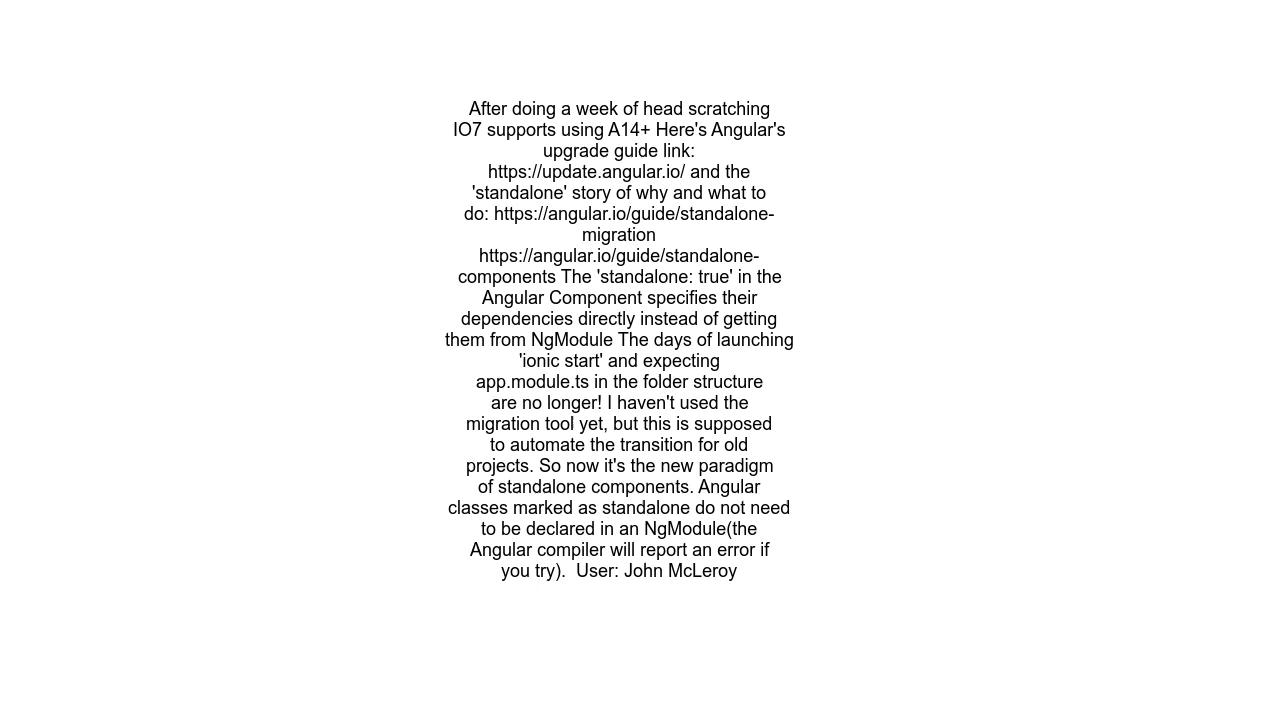 After doing a week of head scratching
IO7 supports using A14+ Here's Angular's
upgrade guide link:
https://update.angular.io/ and the
'standalone' story of why and what to
do: https://angular.io/guide/standalone-
migration
https://angular.io/guide/standalone-
components The 'standalone: true' in the
Angular Component specifies their
dependencies directly instead of getting
them from NgModule The days of launching
'ionic start' and expecting
app.module.ts in the folder structure
are no longer! I haven't used the
migration tool yet, but this is supposed
to automate the transition for old
projects. So now it's the new paradigm
of standalone components. Angular
classes marked as standalone do not need
to be declared in an NgModule(the
Angular compiler will report an error if
you try).  User: John McLeroy